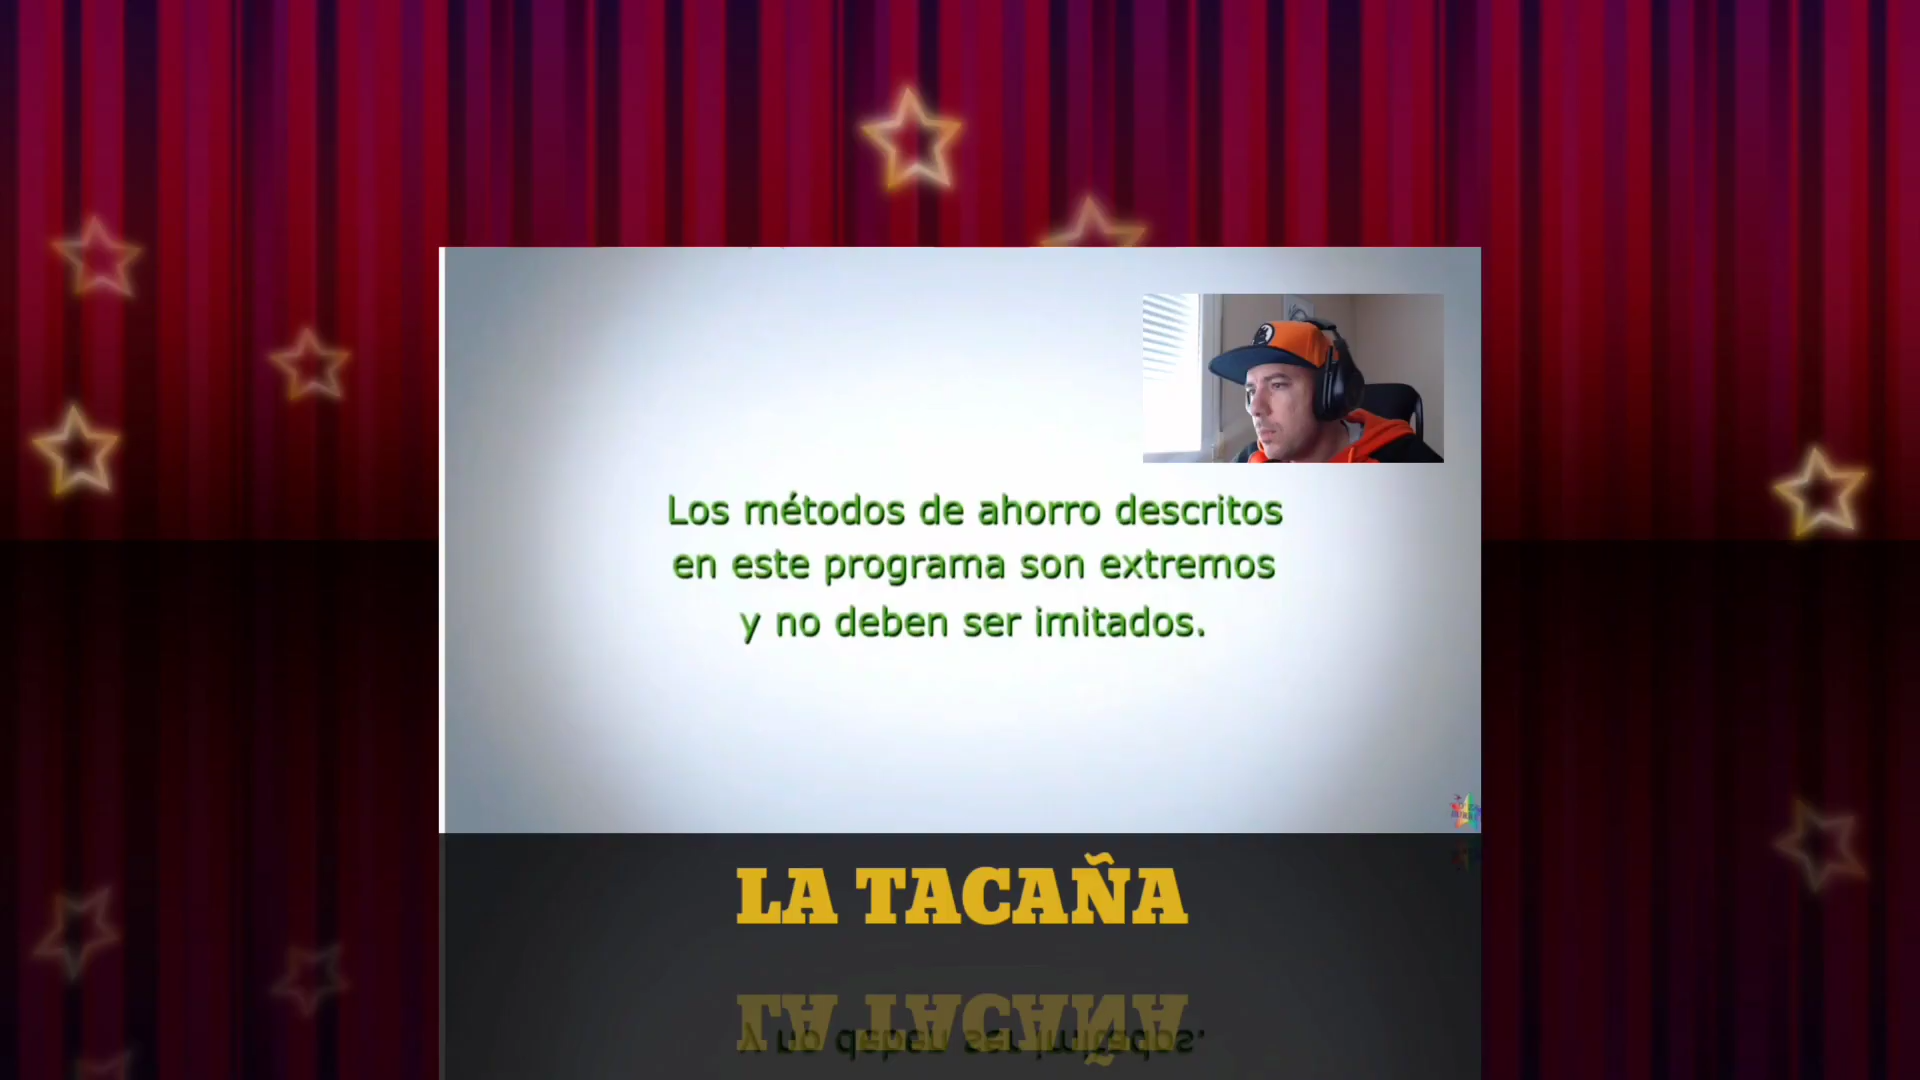 Los métodos de ahorro descritos
en este programa son extremos
y no deben ser imitados.
LA TACAÑA